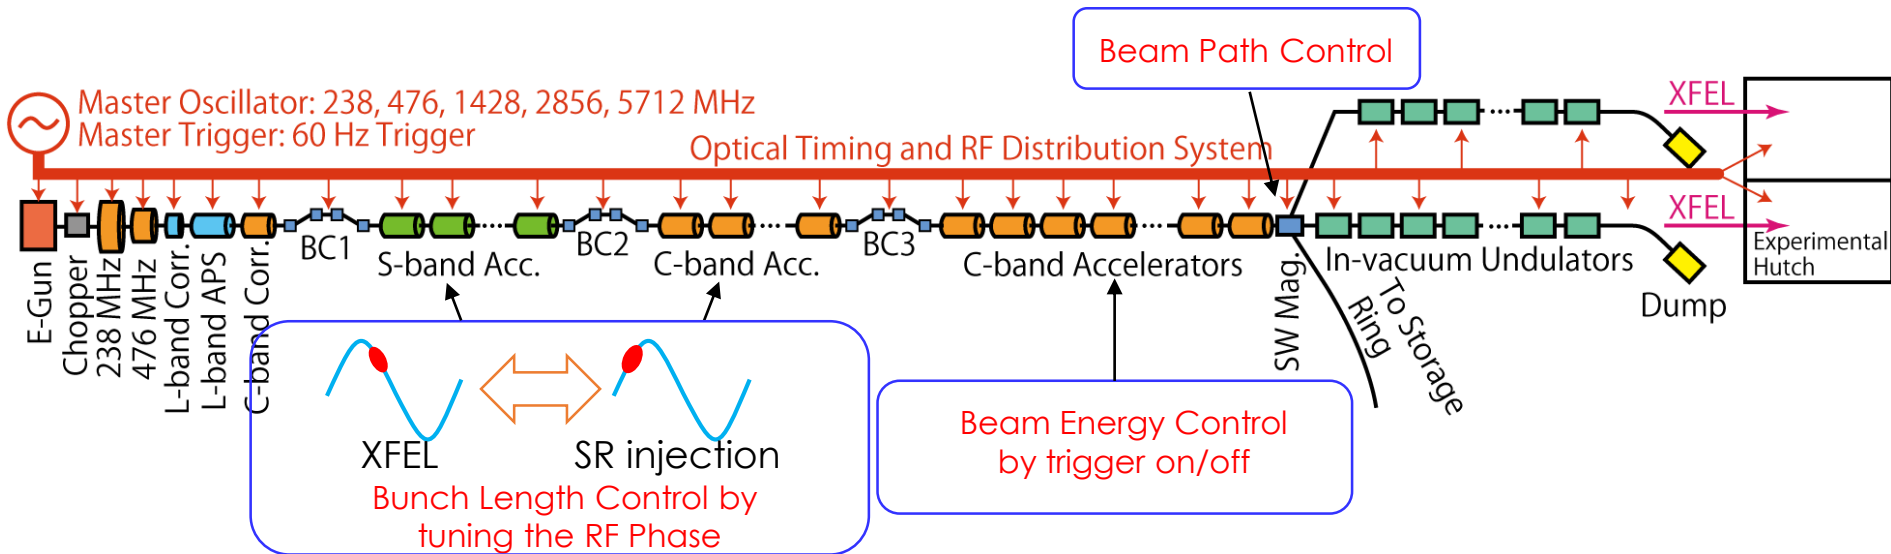 Beam Path Control
Master Oscillator: 238, 476, 1428, 2856, 5712 MHz
Master Trigger: 60 Hz Trigger
Optical Timing and RF Distribution System
XFEL
XFEL
Experimental
Hutch
E-Gun
Chopper
238 MHz
476 MHz
L-band Corr.
L-band APS
C-band Corr.
BC1
S-band Acc.
BC2
C-band Acc.
BC3
C-band Accelerators
SW Mag.
In-vacuum Undulators
To Storage
Ring
Dump
XFEL
SR injection
Bunch Length Control by
tuning the RF Phase
Beam Energy Control
by trigger on/off